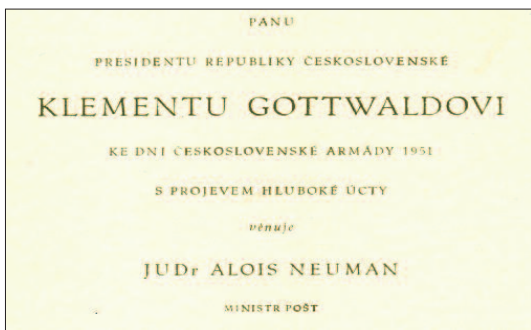 PANU
PRESIDENTU REPUBLIKY ČESKOSLOVENSKÉ
KLEMENTU GOTTWALDOVI
KE DNI ČESKOSLOVENSKÉ ARMÁDY 1951
S PROJEVEM HLUBOKÉ ÚCTY
věnuje
JUDr ALOIS NEUMAN
MINISTR POŠT